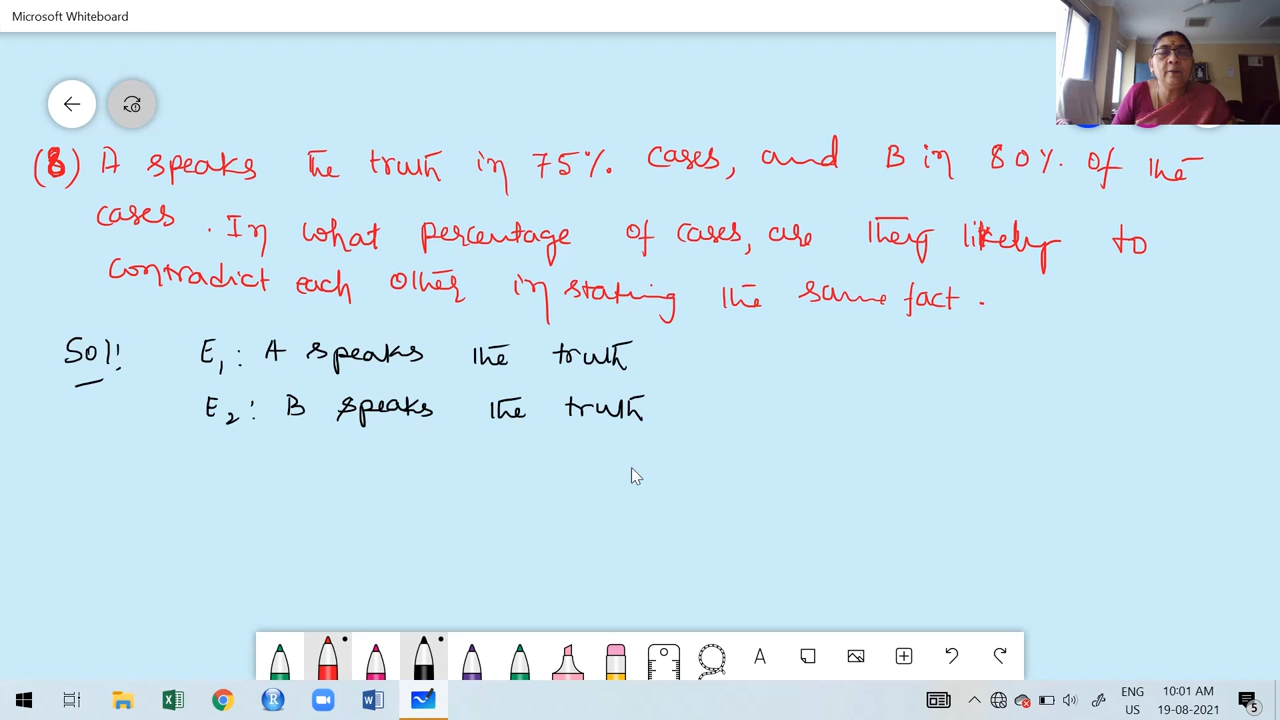 Microsoft Whiteboard
(8) A speaks the truth in 75% cases, and B in 80% of the
cases. In what percentage of cases, are they likely to
contradict each other in stating the same fact.
Sol: E1: A speaks the truth
E2: B speaks the truth
A
ENG
US
10:01 AM
19-08-2021
5